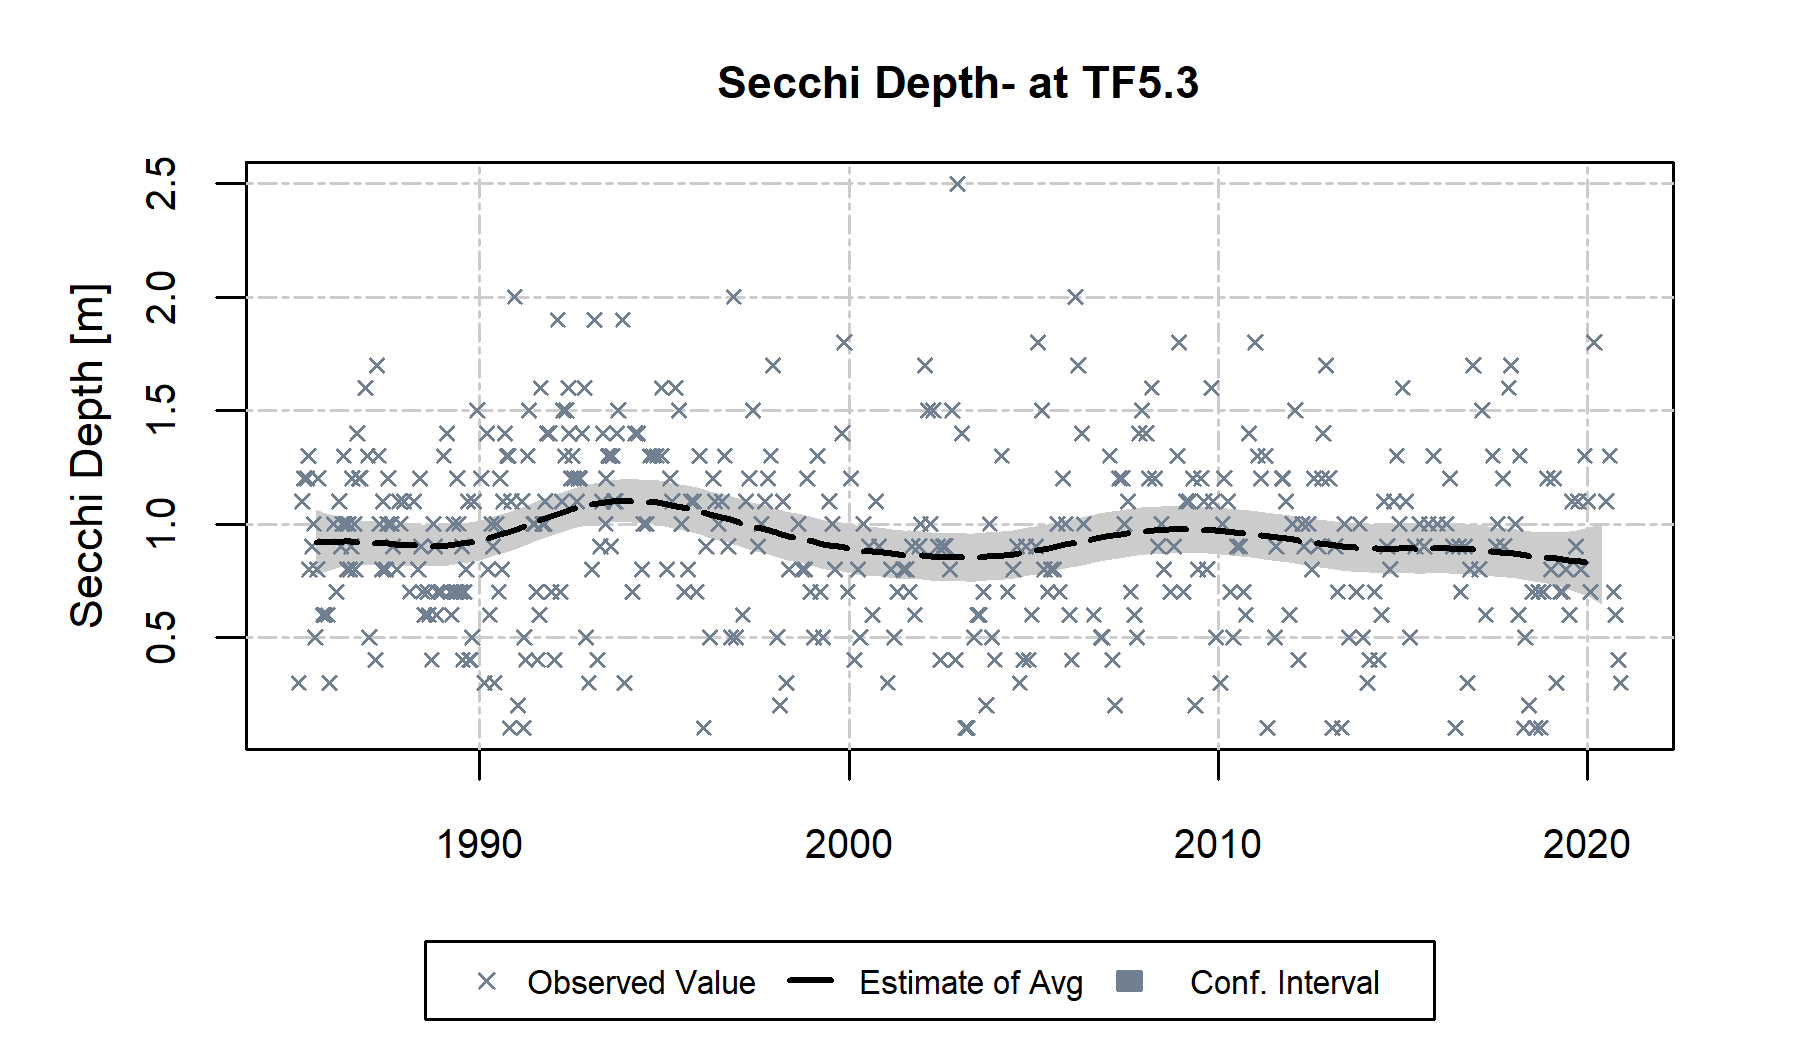 Secchi Depth- at TF5.3
Secchi Depth [m]
2.5
2.0
1.5
1.0
0.5
1990 2000 2010 2020
Observed Value Estimate of Avg Conf. Interval